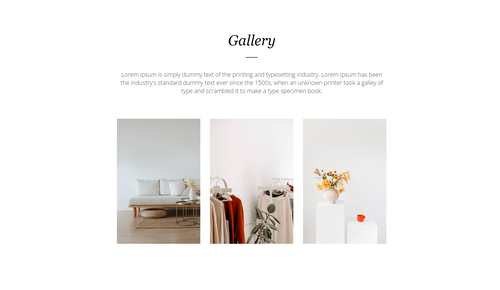 Gallery
Lorem Ipsum is simply dummy text of the printing and typesetting industry. Lorem Ipsum has been
the industry's standard dummy text ever since the 1500s, when an unknown printer took a galley of
type and scrambled it to make a type specimen book.